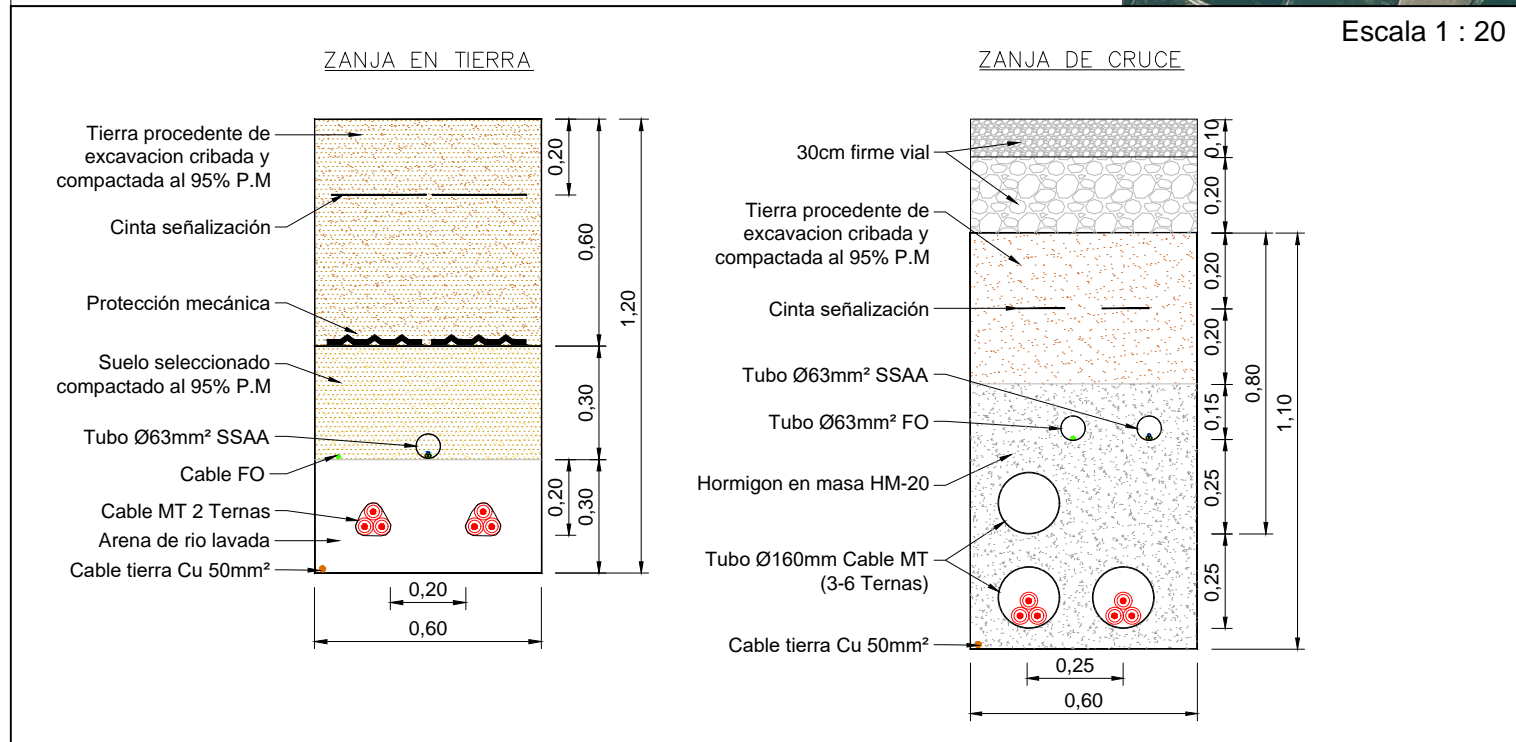 Escala 1 : 20
ZANJA EN TIERRA
Tierra procedente de
excavacion cribada y
compactada al 95% P.M
Cinta señalización
Protección mecánica
Suelo seleccionado
compactado al 95% P.M
Tubo Ø63mm² SSAA
Cable FO
Cable MT 2 Ternas
Arena de rio lavada
Cable tierra Cu 50mm²
0,20
0,60
1,20
0,30
0,20
0,30
0,20
0,60
ZANJA DE CRUCE
30cm firme vial
Tierra procedente de
excavacion cribada y
compactada al 95% P.M
Cinta señalización
Tubo Ø63mm² SSAA
Tubo Ø63mm² FO
Hormigon en masa HM-20
Tubo Ø160mm Cable MT
(3-6 Ternas)
Cable tierra Cu 50mm²
0,10
0,20
0,20
0,20
0,80
0,15
1,10
0,25
0,25
0,25
0,60